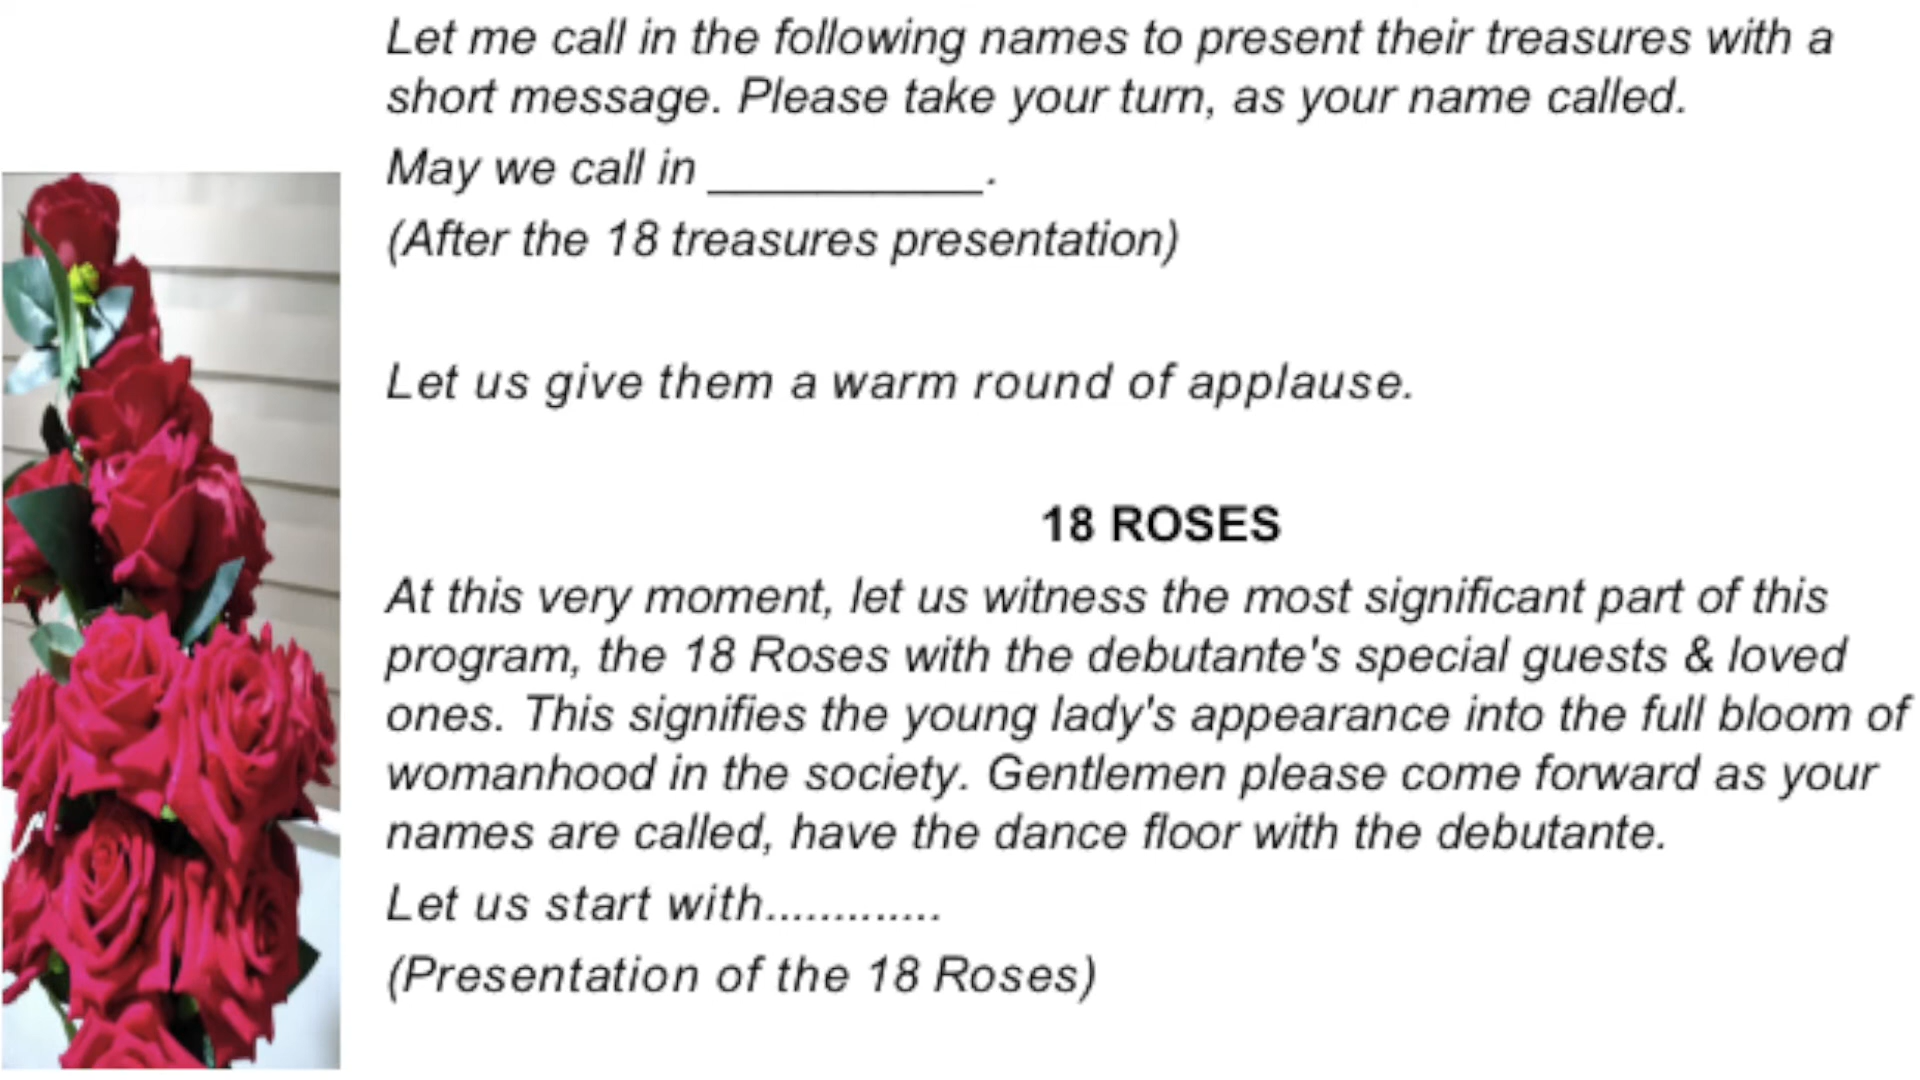 Let me call in the following names to present their treasures with a
short message. Please take your turn, as your name called.
May we call in ___________.
(After the 18 treasures presentation)
Let us give them a warm round of applause.
18 ROSES
At this very moment, let us witness the most significant part of this
program, the 18 Roses with the debutante's special guests & loved
ones. This signifies the young lady's appearance into the full bloom of
womanhood in the society. Gentlemen please come forward as your
names are called, have the dance floor with the debutante.
Let us start with.............
(Presentation of the 18 Roses)